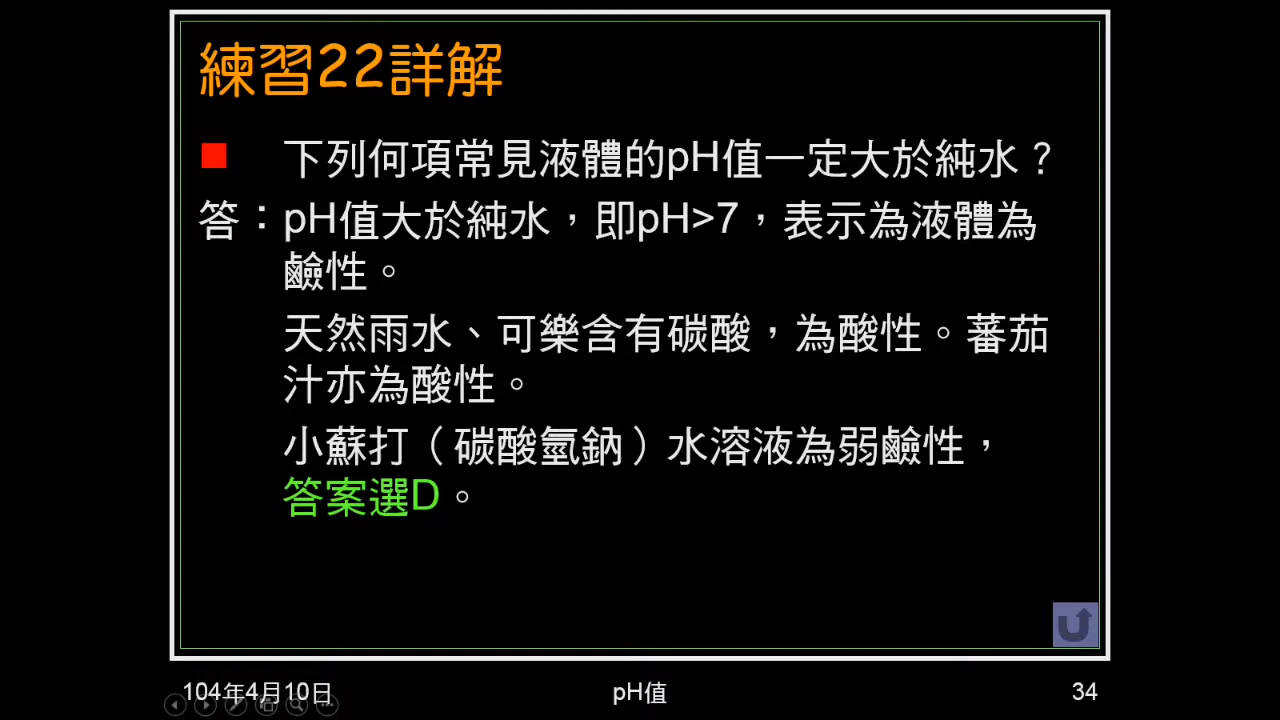 練習22詳解
下列何項常見液體的pH值一定大於純水？
答：pH值大於純水，即pH>7，表示為液體為
鹼性。
天然雨水、可樂含有碳酸，為酸性。蕃茄
汁亦為酸性。
小蘇打（碳酸氫鈉）水溶液為弱鹼性，
答案選D。
104年4月10日
pH值
34